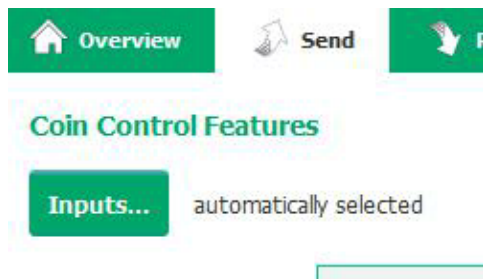 Overview Send
Coin Control Features
Inputs... automatically selected